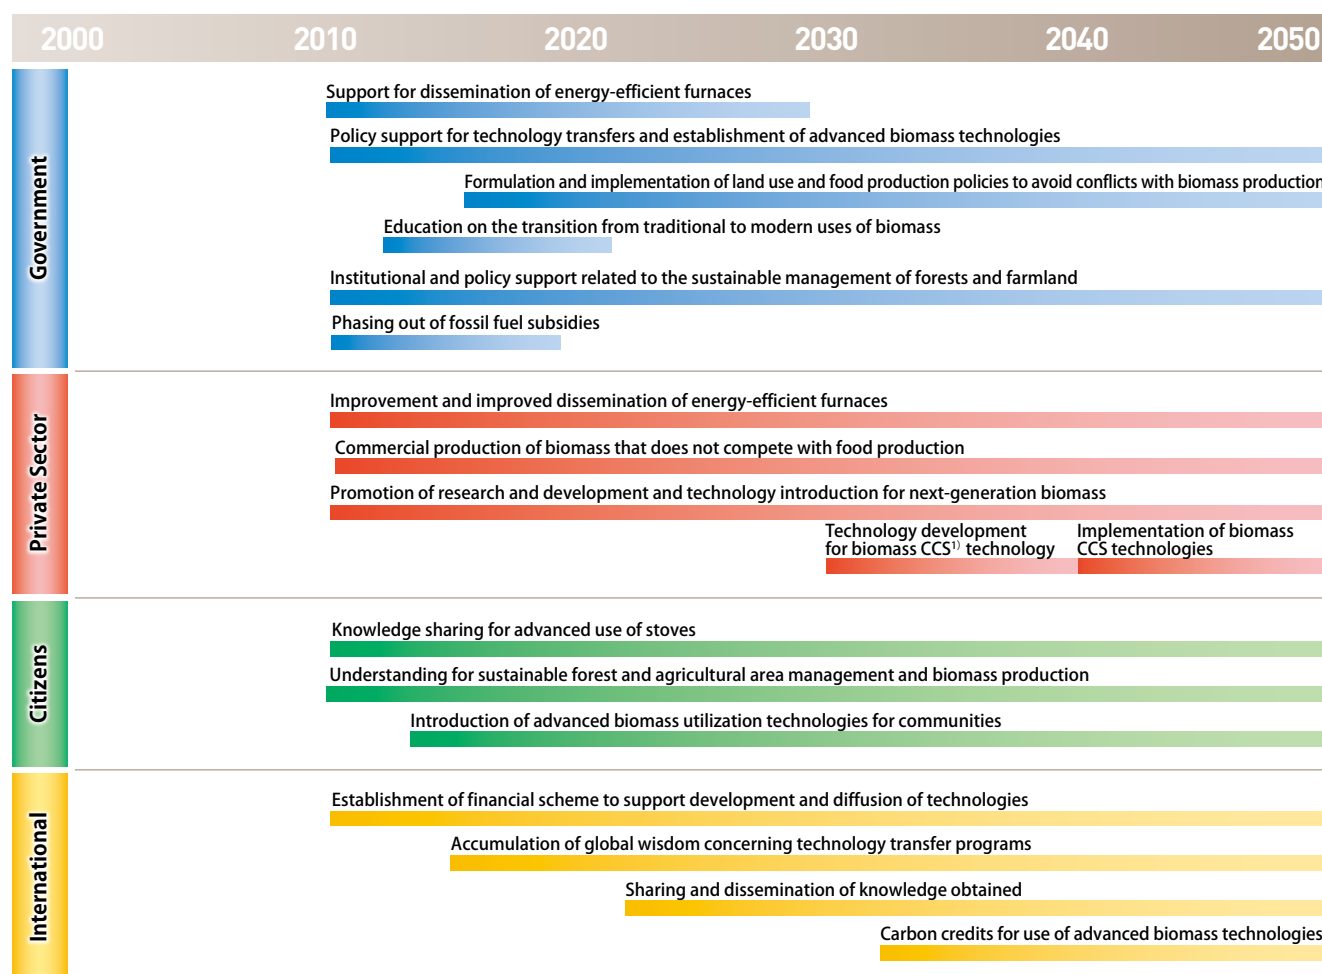 2000 2010 2020 2030 2040 2050
Government
Support for dissemination of energy-efficient furnaces
Policy support for technology transfers and establishment of advanced biomass technologies
Formulation and implementation of land use and food production policies to avoid conflicts with biomass production
Education on the transition from traditional to modern uses of biomass
Institutional and policy support related to the sustainable management of forests and farmland
Phasing out of fossil fuel subsidies
Private Sector
Improvement and improved dissemination of energy-efficient furnaces
Commercial production of biomass that does not compete with food production
Promotion of research and development and technology introduction for next-generation biomass
Technology development
for biomass CCS1) technology
Implementation of biomass
CCS technologies
Citizens
Knowledge sharing for advanced use of stoves
Understanding for sustainable forest and agricultural area management and biomass production
Introduction of advanced biomass utilization technologies for communities
International
Establishment of financial scheme to support development and diffusion of technologies
Accumulation of global wisdom concerning technology transfer programs
Sharing and dissemination of knowledge obtained
Carbon credits for use of advanced biomass technologies